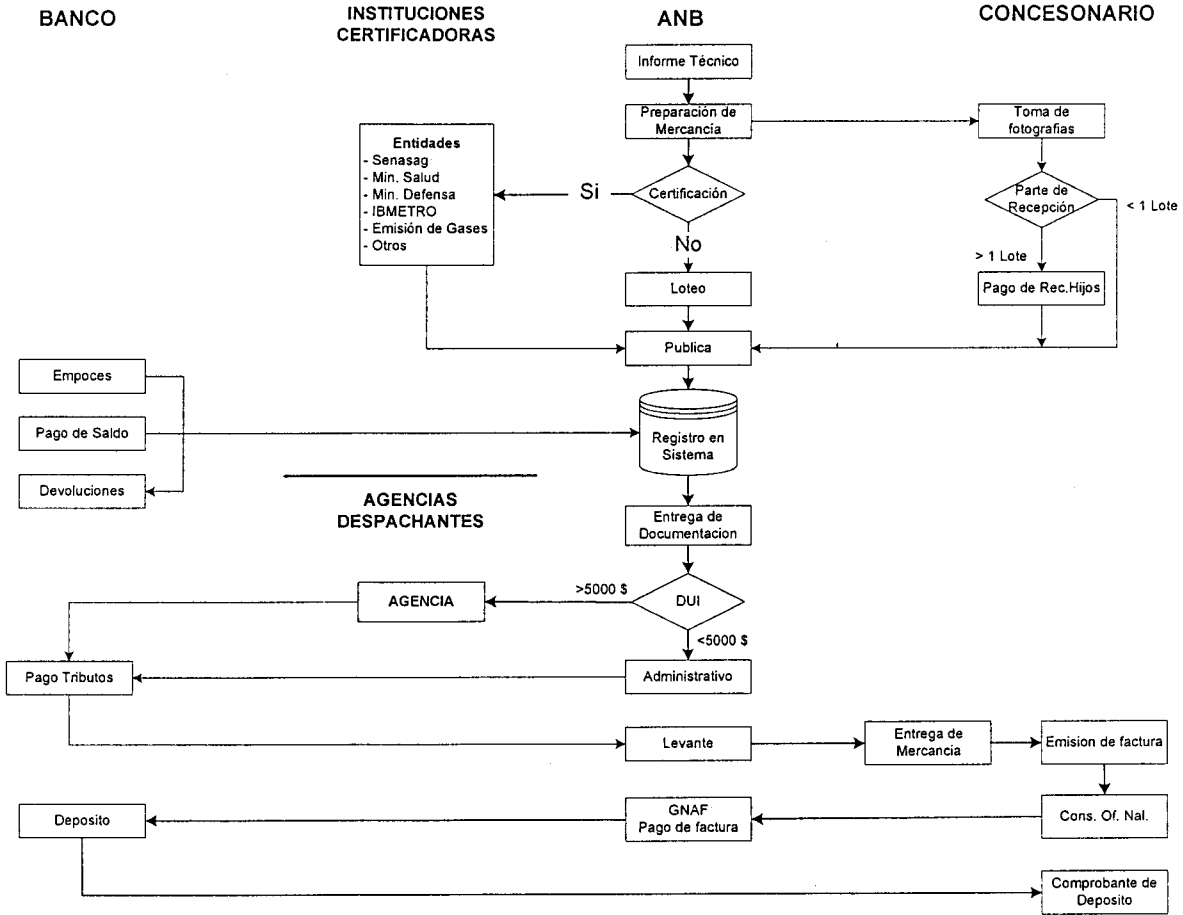 BANCO
INSTITUCIONES
CERTIFICADORAS
ANB
CONCESONARIO
Informe Técnico
Preparación de
Mercancía
Toma de
fotografias
Entidades
- Senasag
- Min. Salud
- Min. Defensa
- IBMETRO
- Emisión de Gases
- Otros
Si
Certificación
No
Parte de
Recepción
< 1 Lote
> 1 Lote
Loteo
Pago de Rec.Hijos
Publica
Empoces
Pago de Saldo
Devoluciones
Registro en
Sistema
AGENCIAS
DESPACHANTES
Entrega de
Documentacion
>5000 $
DUI
<5000 $
AGENCIA
Pago Tributos
Administrativo
Levante
Entrega de
Mercancía
Emision de factura
Deposito
GNAF
Pago de factura
Cons. Of. Nal.
Comprobante de
Deposito